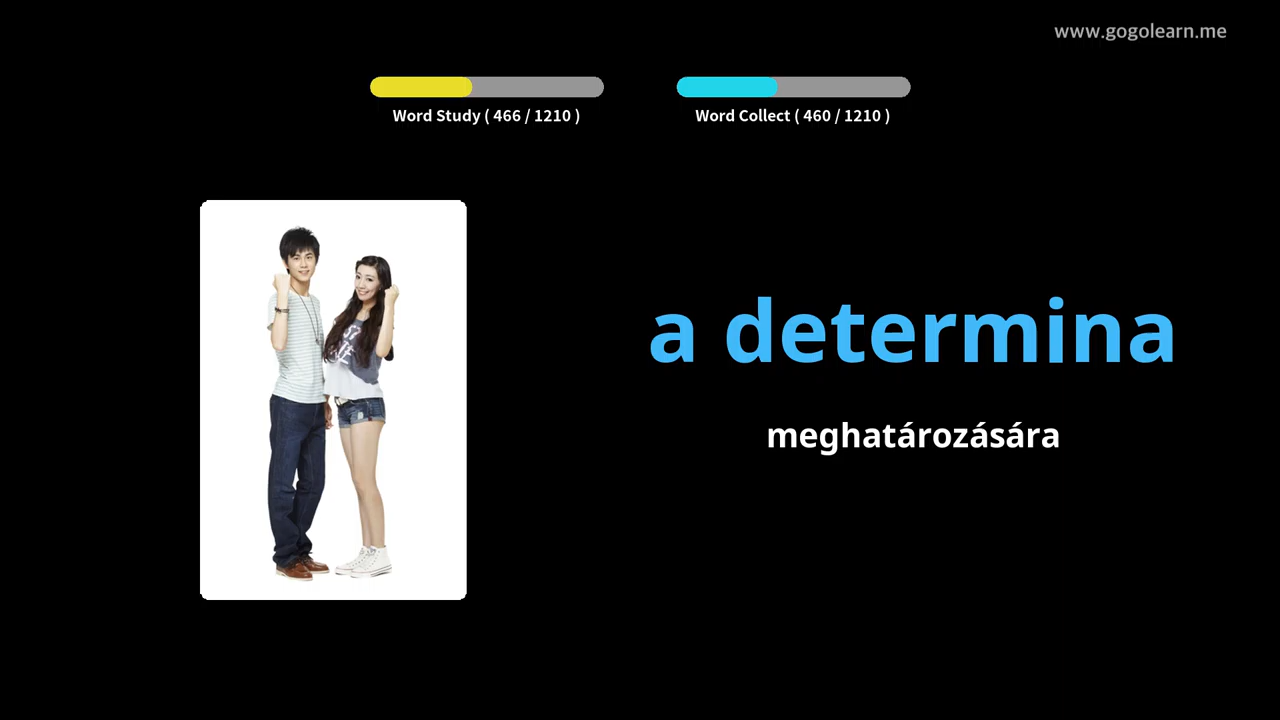 www.gogolearn.me
Word Study ( 466 / 1210 )
Word Collect ( 460 / 1210 )
a determina
meghatározására